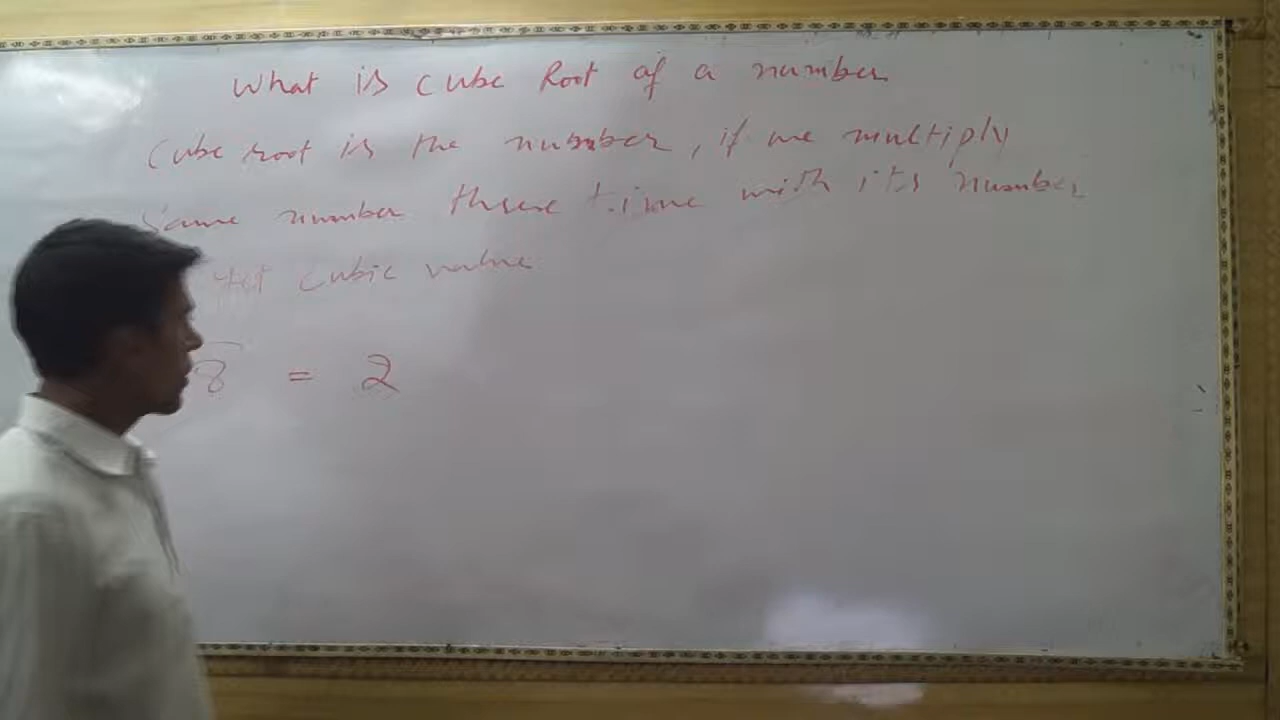 What is cube Root of a number
Cube root is the number, if we multiply
Same number three time with its number
get cubic value
8 = 2